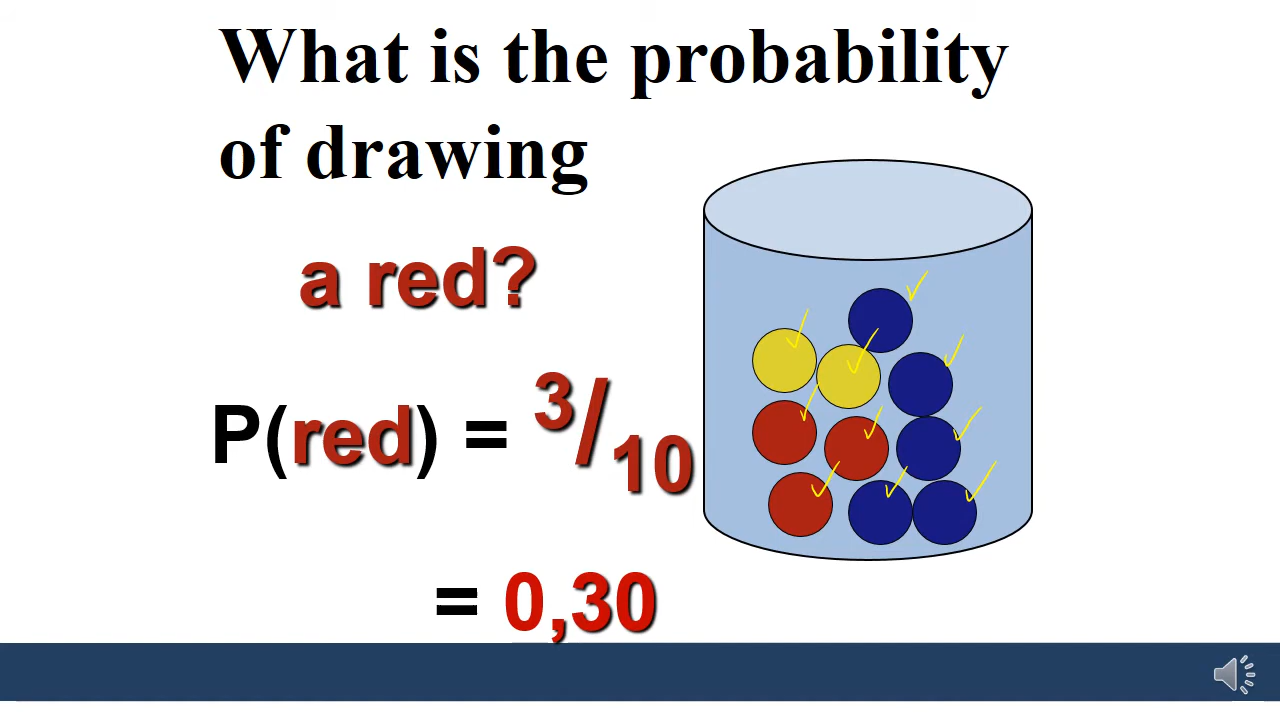 What is the probability
of drawing
a red?
P(red) = 3/10
= 0,30